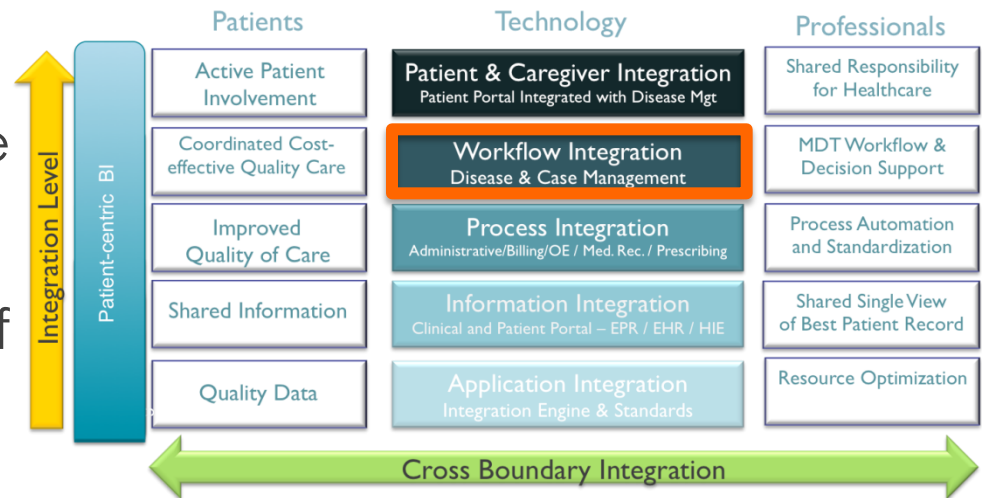 Patients
Technology
Professionals
Integration Level
Patient-centric BI
Active Patient
Involvement
Patient & Caregiver Integration
Patient Portal Integrated with Disease Mgt
Shared Responsibility
for Healthcare
e
Coordinated Cost-
effective Quality Care
Workflow Integration
Disease & Case Management
MDT Workflow &
Decision Support
Improved
Quality of Care
Process Integration
Administrative/Billing/OE / Med. Rec. / Prescribing
Process Automation
and Standardization
f
Shared Information
Information Integration
Clinical and Patient Portal – EPR / EHR / HIE
Shared Single View
of Best Patient Record
Quality Data
Application Integration
Integration Engine & Standards
Resource Optimization
Cross Boundary Integration